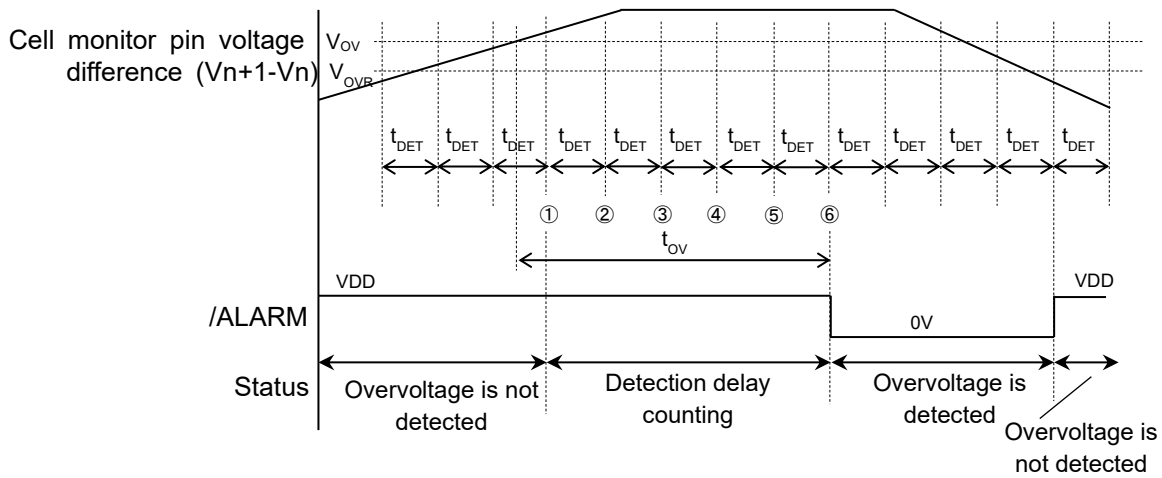 Cell monitor pin voltage
difference (Vn+1-Vn)
VOV
VOVR
tDET tDET tDET tDET tDET tDET tDET tDET tDET tDET tDET tDET tDET
① ② ③ ④ ⑤ ⑥
tOV
VDD
VDD
/ALARM
0V
Status
Overvoltage is not
detected
Detection delay
counting
Overvoltage is
detected
Overvoltage is
not detected